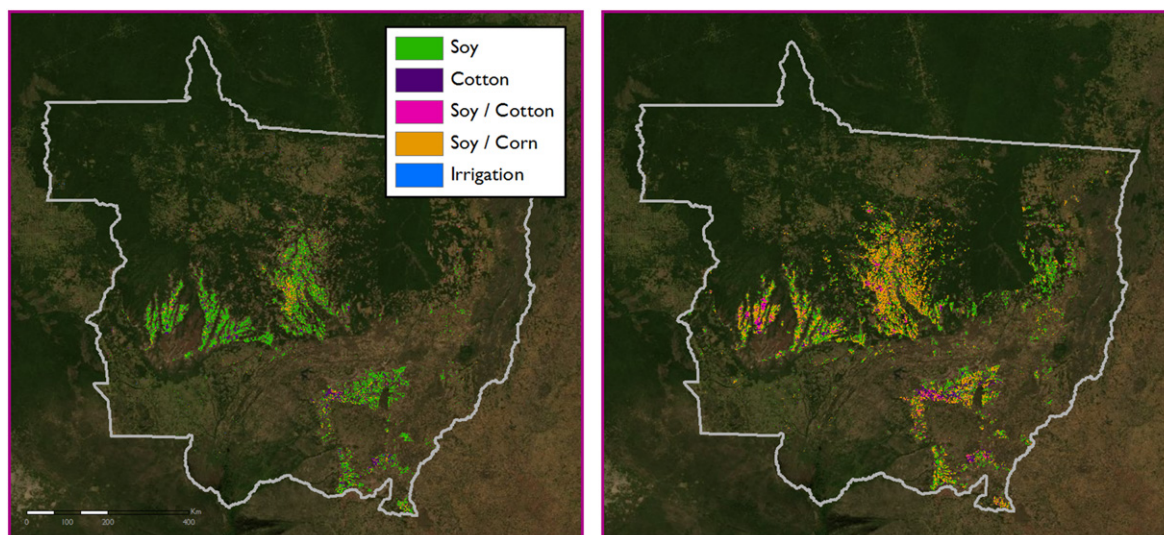 Soy
Cotton
Soy / Cotton
Soy / Corn
Irrigation
Km
0 100 200 400